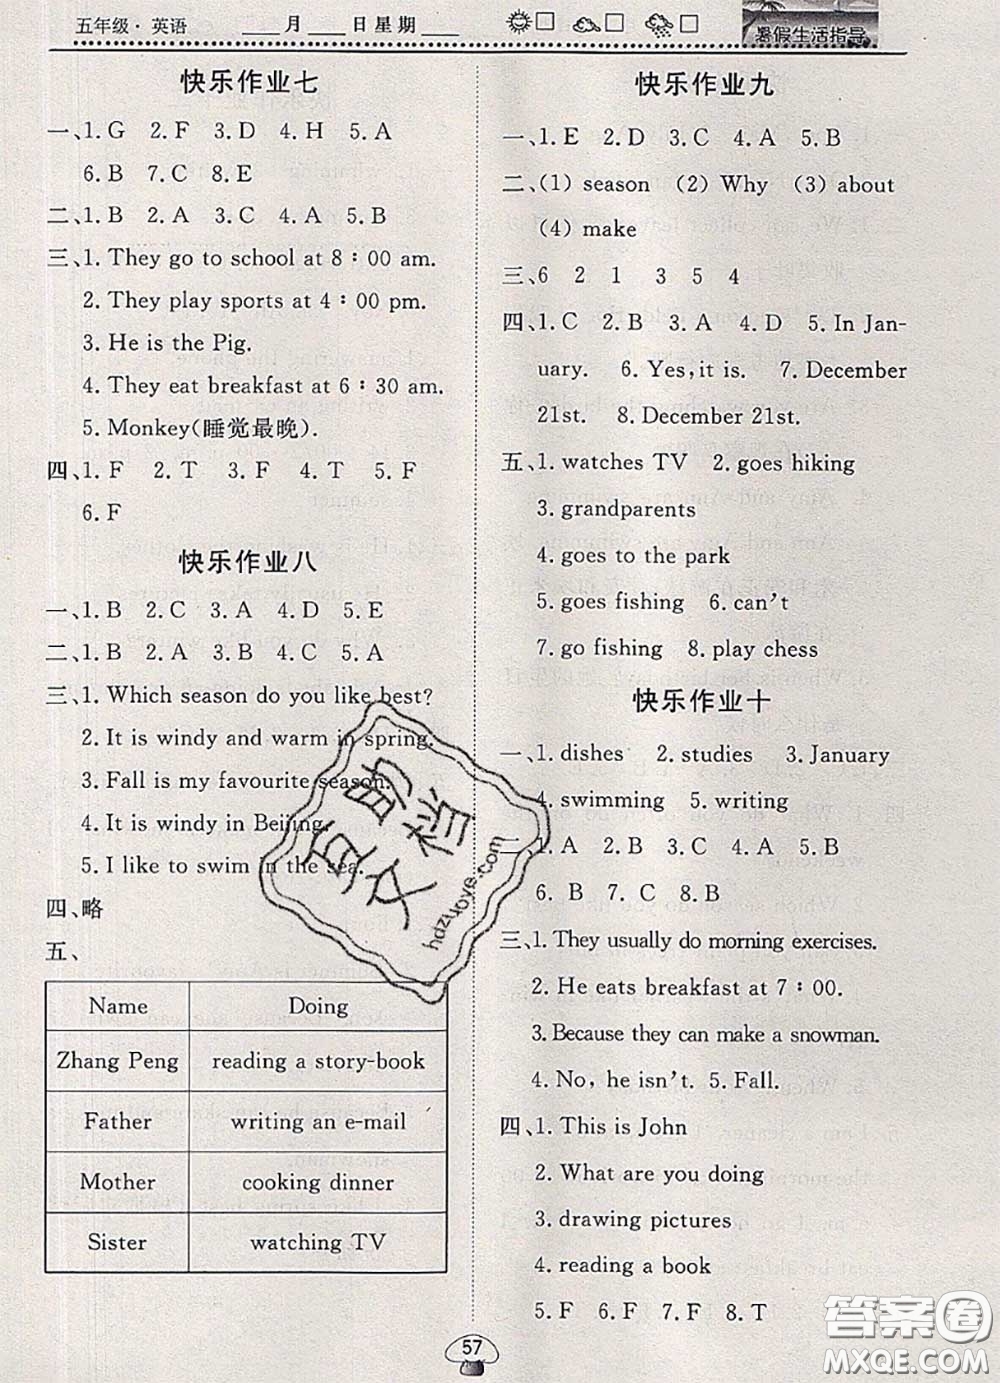 五年级·英语 月 日星期
暑假生活指导
快乐作业七
一、1. G 2. F 3. D 4. H 5. A
6. B 7. C 8. E
二、1. B 2. A 3. C 4. A 5. B
三、1. They go to school at 8：00 am.
2. They play sports at 4：00 pm.
3. He is the Pig.
4. They eat breakfast at 6：30 am.
5. Monkey(睡觉最晚).
四、1. F 2. T 3. F 4. T 5. F
6. F
快乐作业八
一、1. B 2. C 3. A 4. D 5. E
二、1. B 2. A 3. B 4. C 5. A
三、1. Which season do you like best?
2. It is windy and warm in spring.
3. Fall is my favourite season.
4. It is windy in Beijing.
5. I like to swim in the sea.
四、略
五、
Name Doing
Zhang Peng reading a story-book
Father writing an e-mail
Mother cooking dinner
Sister watching TV
快乐作业九
一、1. E 2. D 3. C 4. A 5. B
二、(1) season (2) Why (3) about
(4) make
三、6 2 1 3 5 4
四、1. C 2. B 3. A 4. D 5. In Jan-
uary. 6. Yes, it is. 7. December
21st. 8. December 21st.
五、1. watches TV 2. goes hiking
3. grandparents
4. goes to the park
5. goes fishing 6. can't
7. go fishing 8. play chess
快乐作业十
一、1. dishes 2. studies 3. January
4. swimming 5. writing
二、1. A 2. B 3. C 4. A 5. B
6. B 7. C 8. B
三、1. They usually do morning exercises.
2. He eats breakfast at 7：00.
3. Because they can make a snowman.
4. No, he isn't. 5. Fall.
四、1. This is John
2. What are you doing
3. drawing pictures
4. reading a book
5. F 6. F 7. F 8. T
57
互助文档
hdzuoye.com
答案圈
MXQE.COM